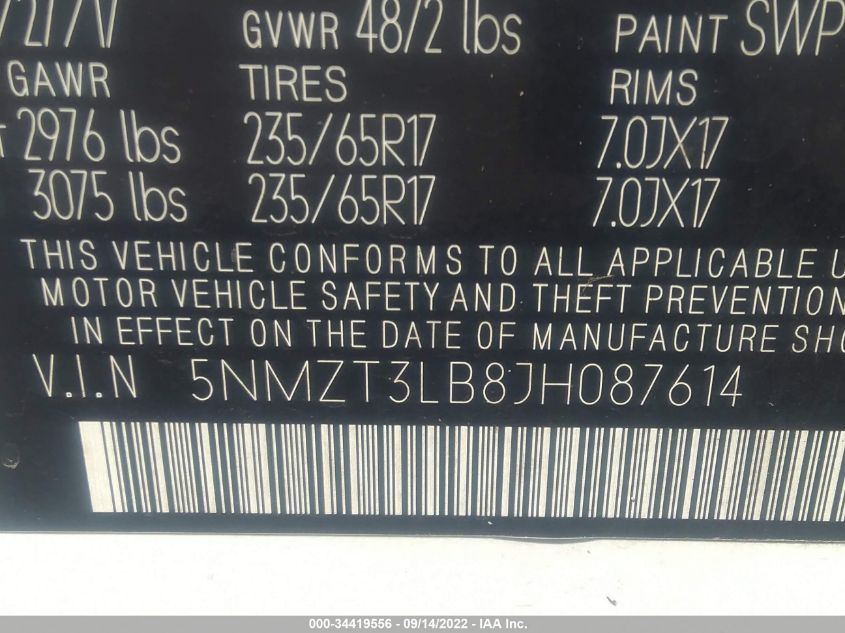 GVWR 4872 lbs PAINT SWP
GAWR TIRES RIMS
2976 lbs 235/65R17 7.0JX17
3075 lbs 235/65R17 7.0JX17
THIS VEHICLE CONFORMS TO ALL APPLICABLE U
MOTOR VEHICLE SAFETY AND THEFT PREVENTION
IN EFFECT ON THE DATE OF MANUFACTURE SHO
V.I.N 5NMZT3LB8JH087614
000-34419556 - 09/14/2022 - IAA Inc.